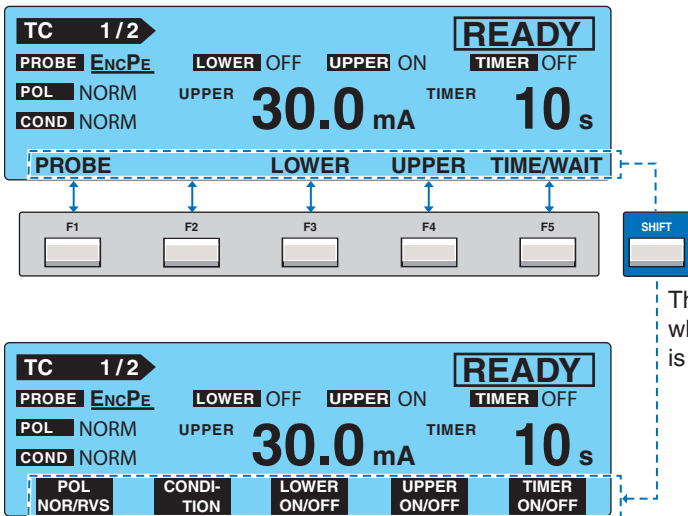 TC 1/2 READY
PROBE ENCPE LOWER OFF UPPER ON TIMER OFF
POL NORM UPPER 30.0 mA TIMER 10 s
COND NORM
PROBE LOWER UPPER TIME/WAIT
F1 F2 F3 F4 F5 SHIFT
TC 1/2 READY
PROBE ENCPE LOWER OFF UPPER ON TIMER OFF
POL NORM UPPER 30.0 mA TIMER 10 s
COND NORM
POL NOR/RVS CONDI-TION LOWER ON/OFF UPPER ON/OFF TIMER ON/OFF
is